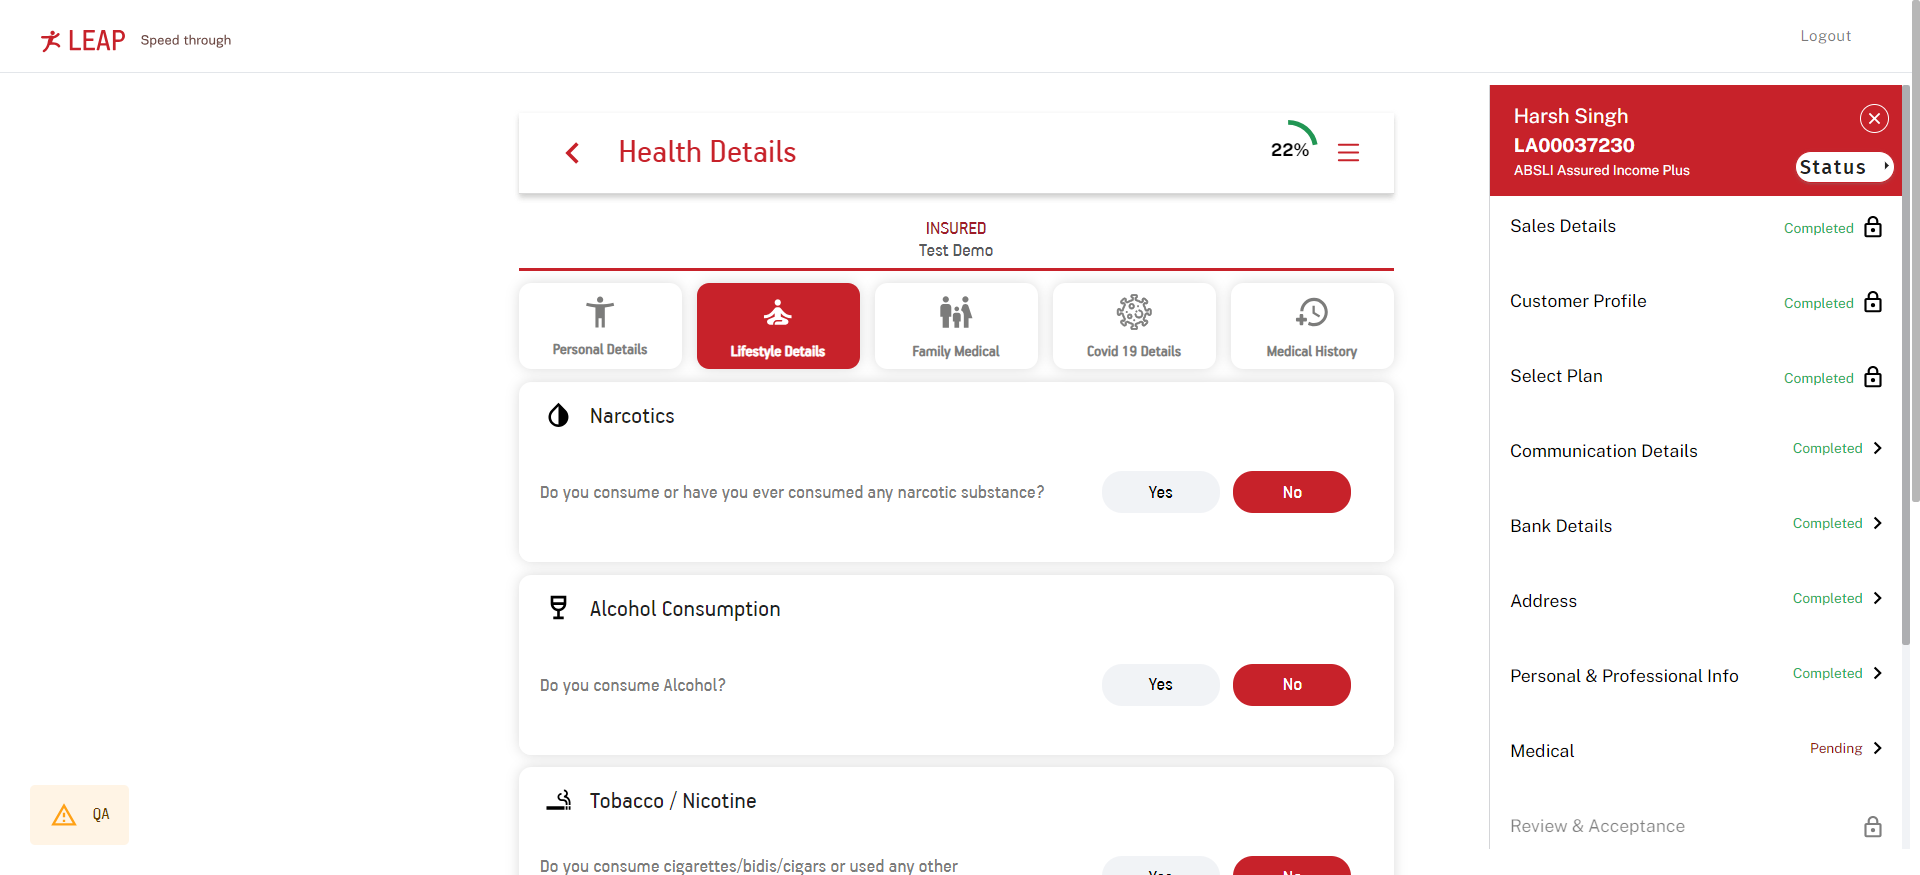 LEAP Speed through
Logout
Health Details
22%
INSURED
Test Demo
Personal Details
Lifestyle Details
Family Medical
Covid 19 Details
Medical History
Narcotics
Do you consume or have you ever consumed any narcotic substance?
Yes
No
Alcohol Consumption
Do you consume Alcohol?
Yes
No
Tobacco / Nicotine
Do you consume cigarettes/bidis/cigars or used any other
Yes
No
QA
Harsh Singh
LA00037230
ABSLI Assured Income Plus
Status
Sales Details
Completed
Customer Profile
Completed
Select Plan
Completed
Communication Details
Completed
Bank Details
Completed
Address
Completed
Personal & Professional Info
Completed
Medical
Pending
Review & Acceptance